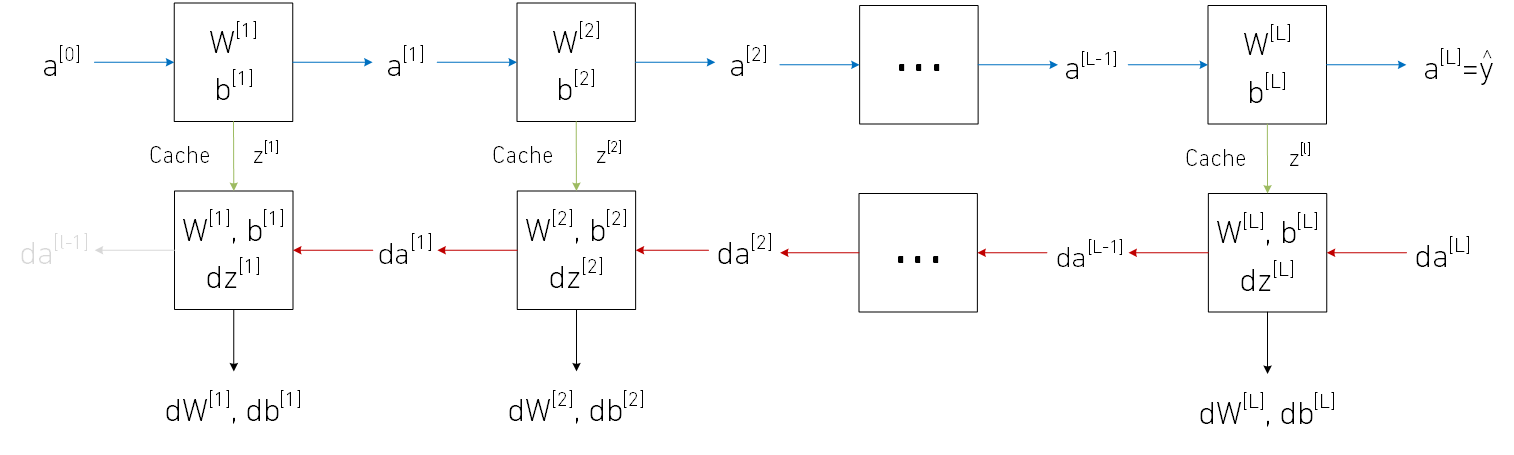 a[0] W[1] a[1] W[2] a[2] ... a[L-1] W[L] a[L]=ŷ
b[1] b[2] b[L]
Cache z[1] Cache z[2] Cache z[l]
da[l-1] W[1], b[1] da[1] W[2], b[2] da[2] ... da[L-1] W[L], b[L] da[L]
dz[1] dz[2] dz[L]
dW[1], db[1] dW[2], db[2] dW[L], db[L]